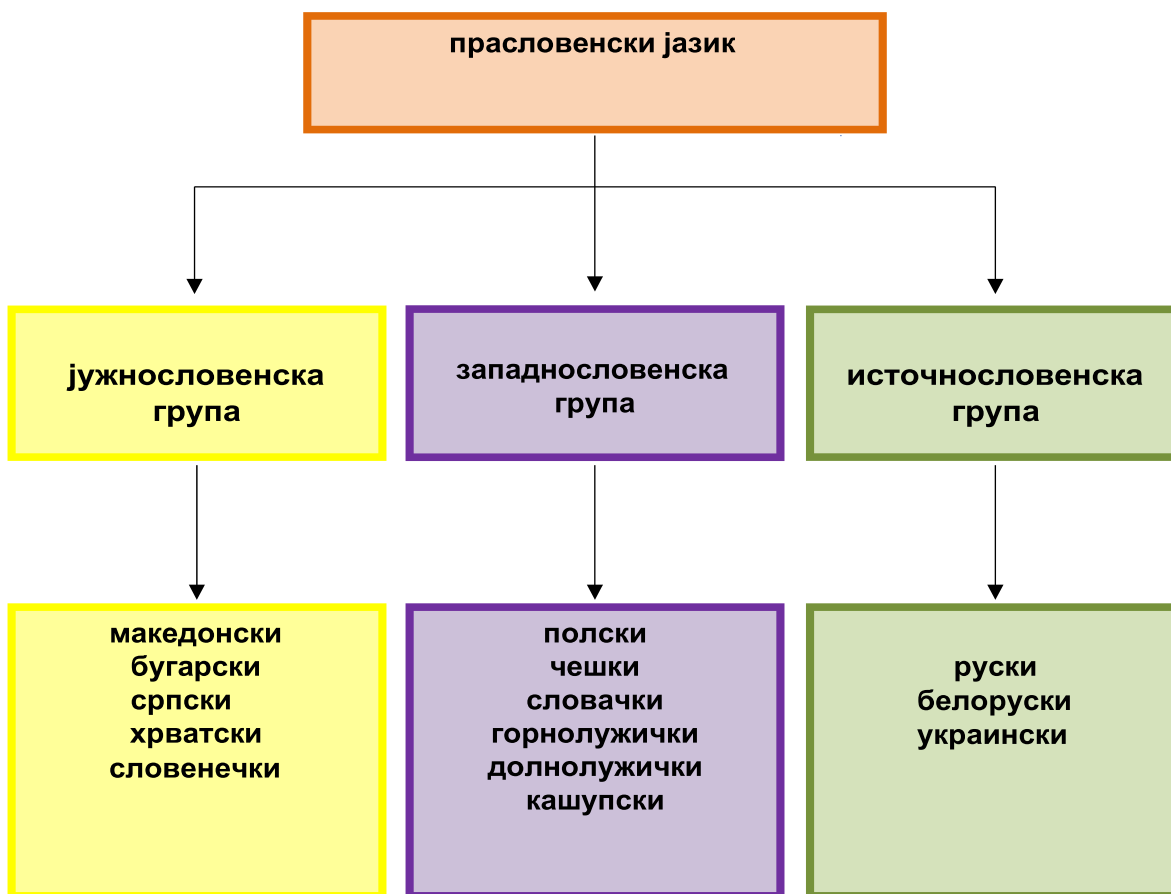 прасловенски јазик
јужнословенска
група
западнословенска
група
источнословенска
група
македонски
бугарски
српски
хрватски
словенечки
полски
чешки
словачки
горнолужички
долнолужички
кашупски
руски
белоруски
украински